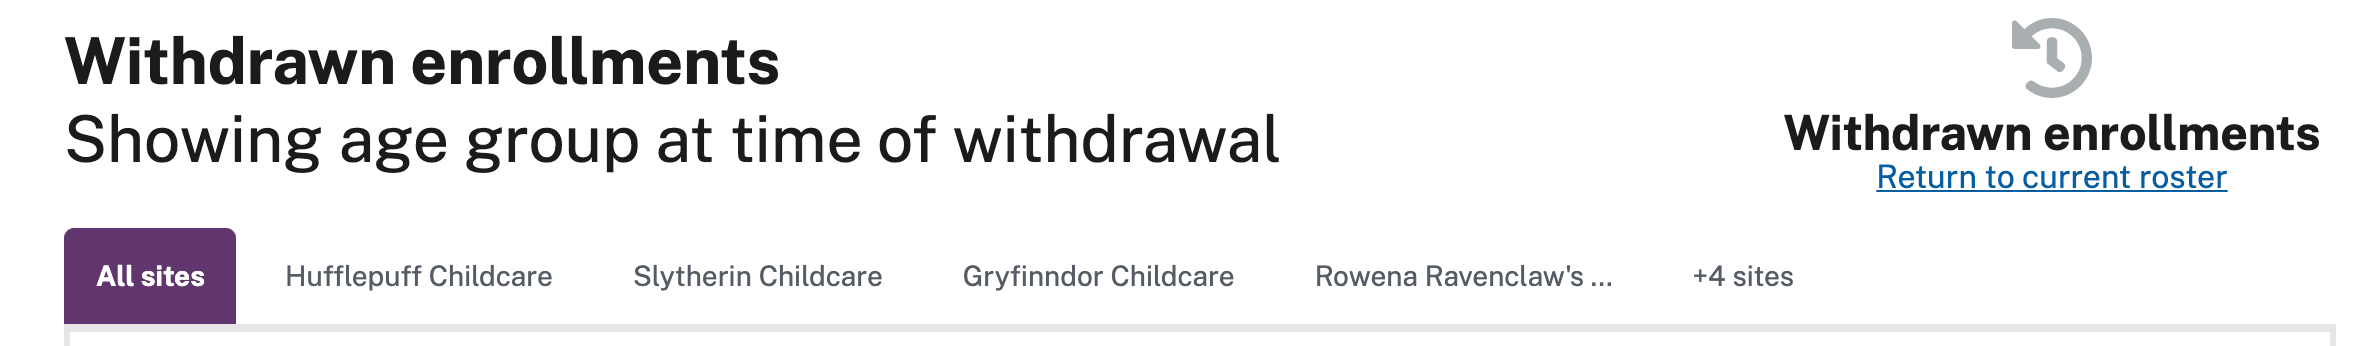 Withdrawn enrollments
Showing age group at time of withdrawal
Withdrawn enrollments
Return to current roster
All sites Hufflepuff Childcare Slytherin Childcare Gryfinndor Childcare Rowena Ravenclaw's ... +4 sites